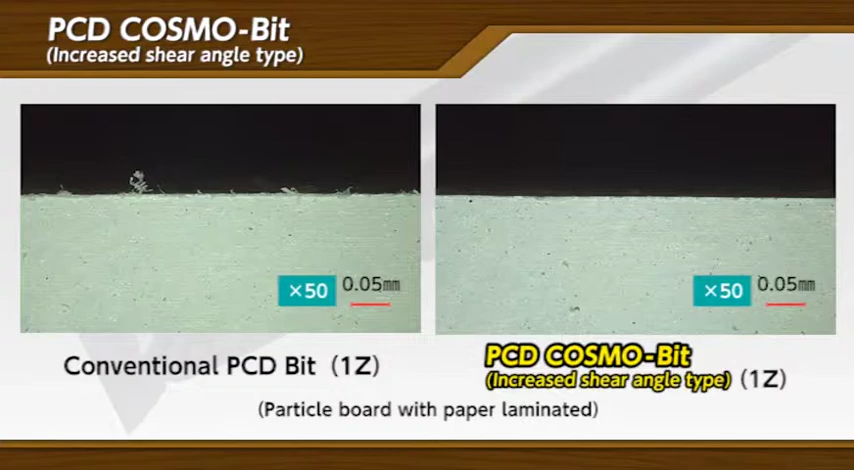 PCD COSMO-Bit
(Increased shear angle type)
×50 0.05㎜
×50 0.05㎜
Conventional PCD Bit (1Z)
PCD COSMO-Bit
(Increased shear angle type) (1Z)
(Particle board with paper laminated)